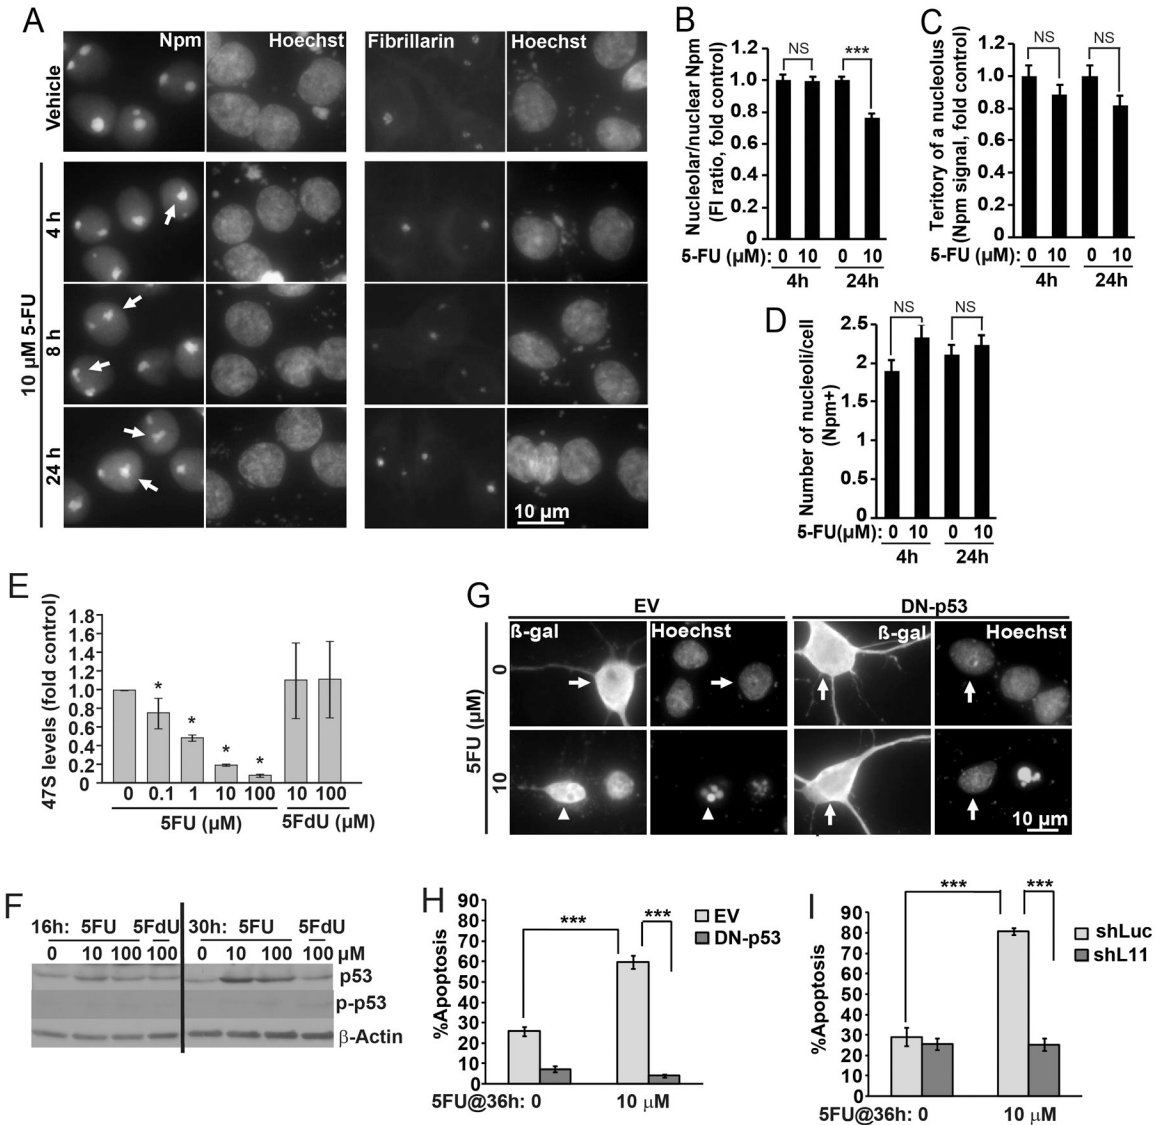 A
Npm Hoechst Fibrillarin Hoechst
Vehicle
10 µM 5-FU
4 h
8 h
24 h
10 µm
B
Nucleolar/nuclear Npm
(FI ratio, fold control)
1.2
1.0
0.8
0.6
0.4
0.2
0
NS ***
5-FU (µM): 0 10 0 10
4h 24h
C
Teritory of a nucleolus
(Npm signal, fold control)
1.2
1.0
0.8
0.6
0.4
0.2
0
NS NS
5-FU (µM): 0 10 0 10
4h 24h
D
Number of nucleoli/cell
(Npm+)
2.5
2
1.5
1
0.5
0
NS NS
5-FU(µM): 0 10 0 10
4h 24h
E
47S levels (fold control)
1.8
1.6
1.4
1.2
1.0
0.8
0.6
0.4
0.2
0
* * * *
0 0.1 1 10 100 10 100
5FU (µM) 5FdU (µM)
G
EV DN-p53
ß-gal Hoechst ß-gal Hoechst
5FU (µM)
0
10
10 µm
F
16h: 5FU 5FdU 30h: 5FU 5FdU
0 10 100 100 0 10 100 100 µM
p53
p-p53
β-Actin
H
%Apoptosis
90
80
70
60
50
40
30
20
10
0
*** ***
EV
DN-p53
5FU@36h: 0 10 µM
I
%Apoptosis
90
80
70
60
50
40
30
20
10
0
*** ***
shLuc
shL11
5FU@36h: 0 10 µM